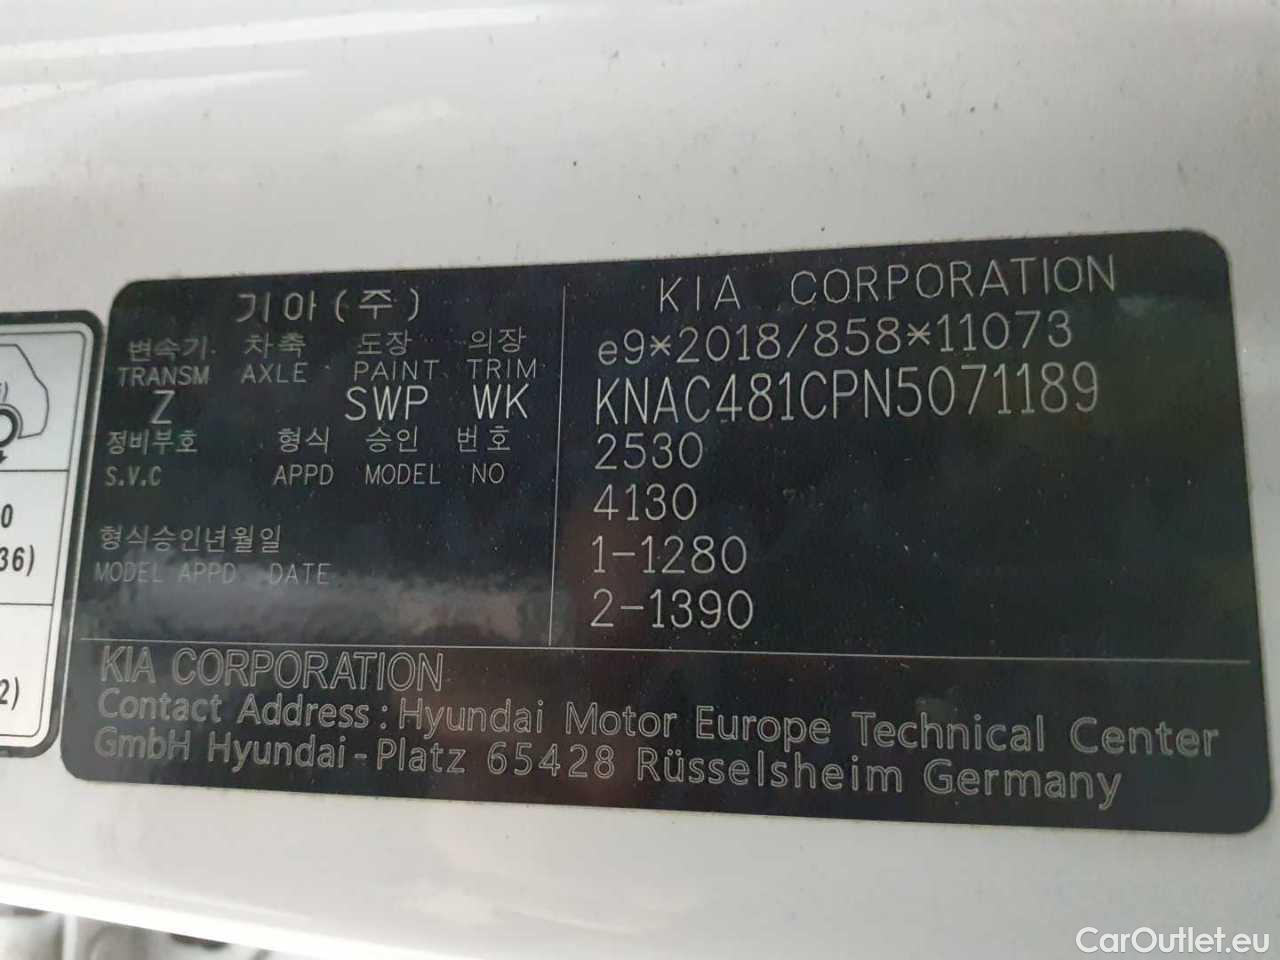 기아(주)
변속기 차축 도장 의장
TRANSM AXLE PAINT TRIM
Z SWP WK
정비부호 형식 승인 번호
S.V.C APPD MODEL NO
형식승인년월일
MODEL APPD DATE
KIA CORPORATION
e9*2018/858*11073
KNAC481CPN5071189
2530
4130
1-1280
2-1390
KIA CORPORATION
Contact Address : Hyundai Motor Europe Technical Center
GmbH Hyundai-Platz 65428 Rüsselsheim Germany
0
36)
2)
CarOutlet.eu